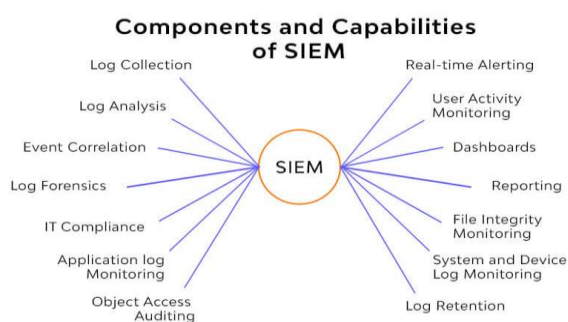 Components and Capabilities
of SIEM
Log Collection
Log Analysis
Event Correlation
Log Forensics
IT Compliance
Application log
Monitoring
Object Access
Auditing
SIEM
Real-time Alerting
User Activity
Monitoring
Dashboards
Reporting
File Integrity
Monitoring
System and Device
Log Monitoring
Log Retention